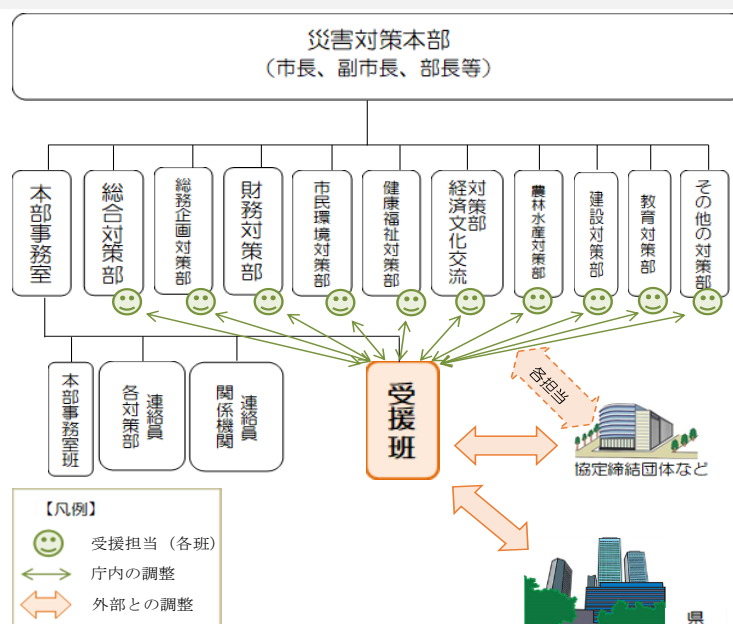 災害対策本部
（市長、副市長、部長等）
本部事務室
総合対策部
総務企画対策部
財務対策部
市民環境対策部
健康福祉対策部
経済文化交流
対策部
農林水産対策部
建設対策部
教育対策部
その他の対策部
本部事務室班
各対策部
連絡員
関係機関
連絡員
受援班
各担当
協定締結団体など
県
【凡例】
受援担当（各班）
庁内の調整
外部との調整